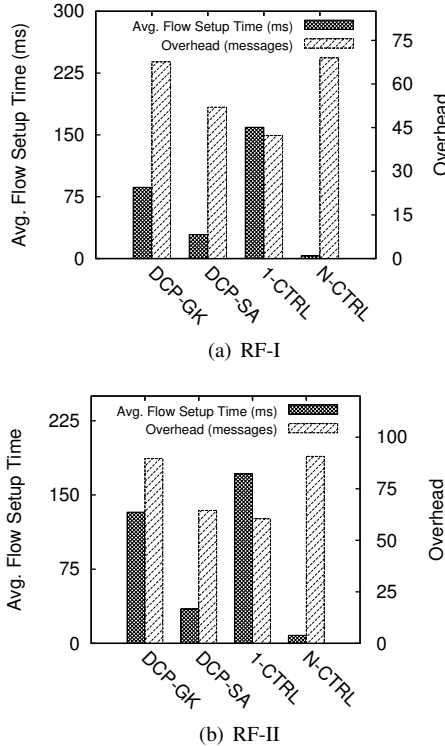 300
225
150
75
0
Avg. Flow Setup Time (ms)
Avg. Flow Setup Time (ms)
Overhead (messages)
75
60
45
30
15
0
Overhead
DCP-GK
DCP-SA
1-CTRL
N-CTRL
(a) RF-I
225
150
75
0
Avg. Flow Setup Time
Avg. Flow Setup Time (ms)
Overhead (messages)
100
75
50
25
0
Overhead
DCP-GK
DCP-SA
1-CTRL
N-CTRL
(b) RF-II